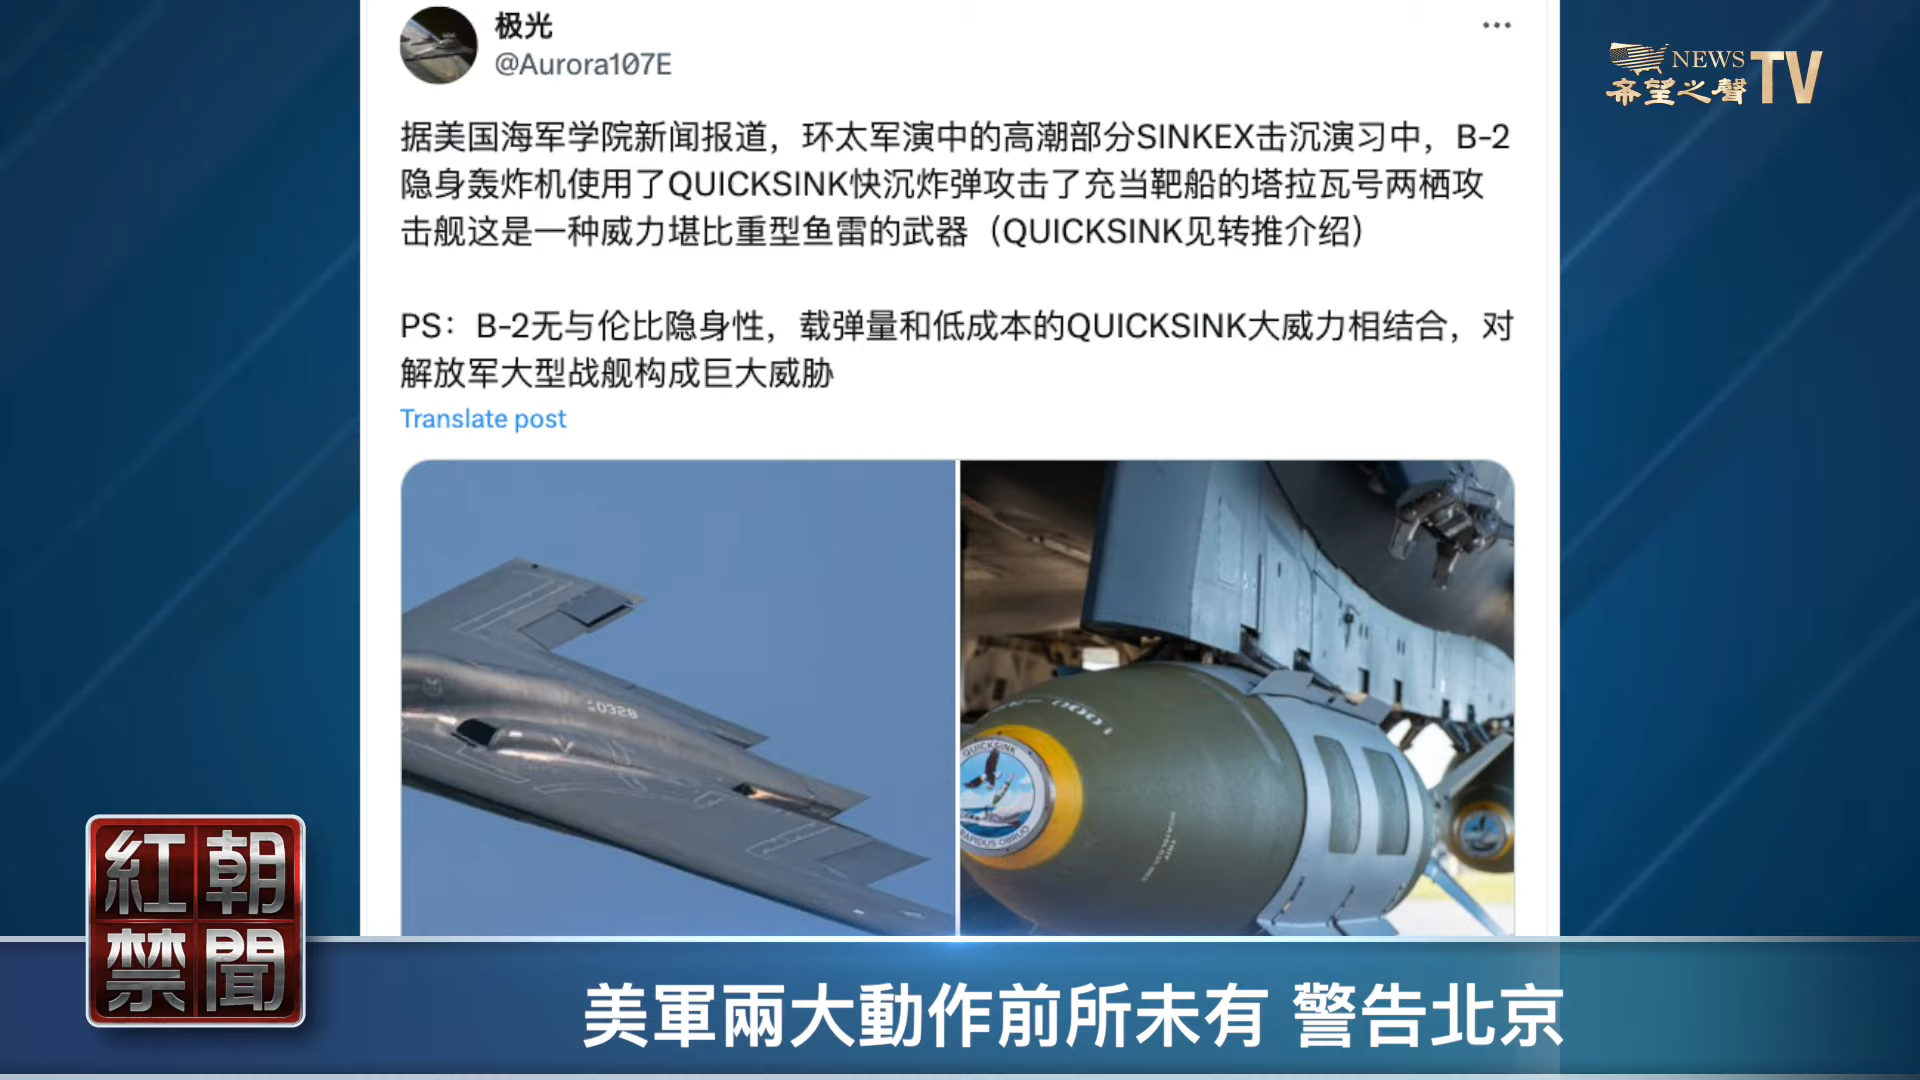 极光
@Aurora107E
NEWS TV
希望之聲
据美国海军学院新闻报道，环太军演中的高潮部分SINKEX击沉演习中，B-2
隐身轰炸机使用了QUICKSINK快沉炸弹攻击了充当靶船的塔拉瓦号两栖攻
击舰这是一种威力堪比重型鱼雷的武器（QUICKSINK见转推介绍）
PS：B-2无与伦比隐身性，载弹量和低成本的QUICKSINK大威力相结合，对
解放军大型战舰构成巨大威胁
Translate post
0328
QUICKSINK
紅朝
禁聞
美軍兩大動作前所未有 警告北京